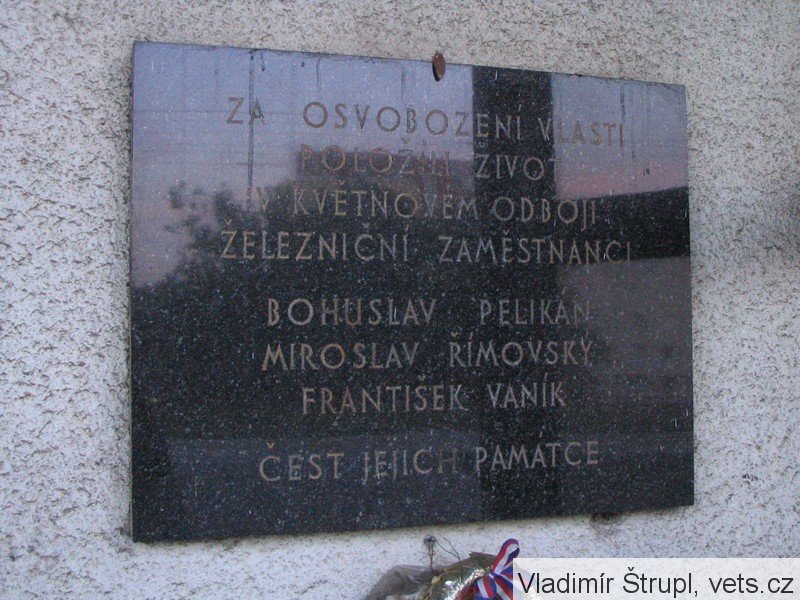 ZA OSVOBOZENÍ VLASTI
POLOŽILI ŽIVOT
V KVĚTNOVÉM ODBOJI
ŽELEZNIČNÍ ZAMĚSTNANCI
BOHUSLAV PELIKÁN
MIROSLAV ŘÍMOVSKÝ
FRANTIŠEK VANÍK
ČEST JEJICH PAMÁTCE
Vladimír Štrupl, vets.cz